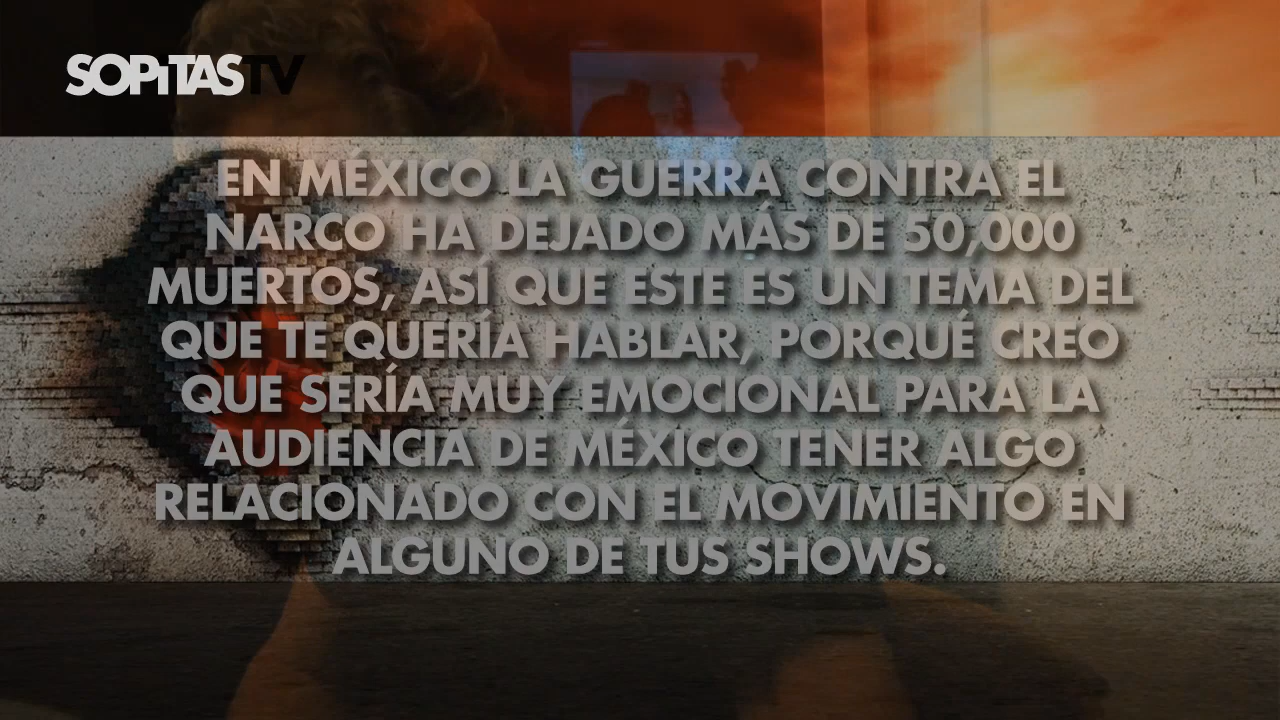 SOPiTASTV
EN MÉXICO LA GUERRA CONTRA EL
NARCO HA DEJADO MÁS DE 50,000
MUERTOS, ASÍ QUE ESTE ES UN TEMA DEL
QUE TE QUERÍA HABLAR, PORQUÉ CREO
QUE SERÍA MUY EMOCIONAL PARA LA
AUDIENCIA DE MÉXICO TENER ALGO
RELACIONADO CON EL MOVIMIENTO EN
ALGUNO DE TUS SHOWS.